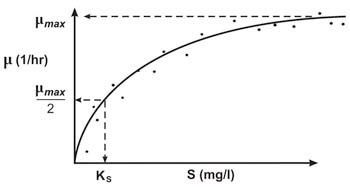 μmax
μ (1/hr)
μmax
2
KS
S (mg/l)